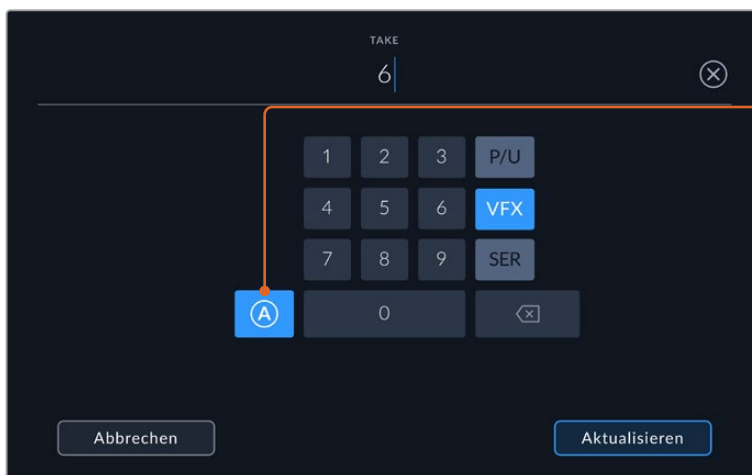 TAKE
6
1 2 3 P/U
4 5 6 VFX
7 8 9 SER
A 0
Abbrechen Aktualisieren